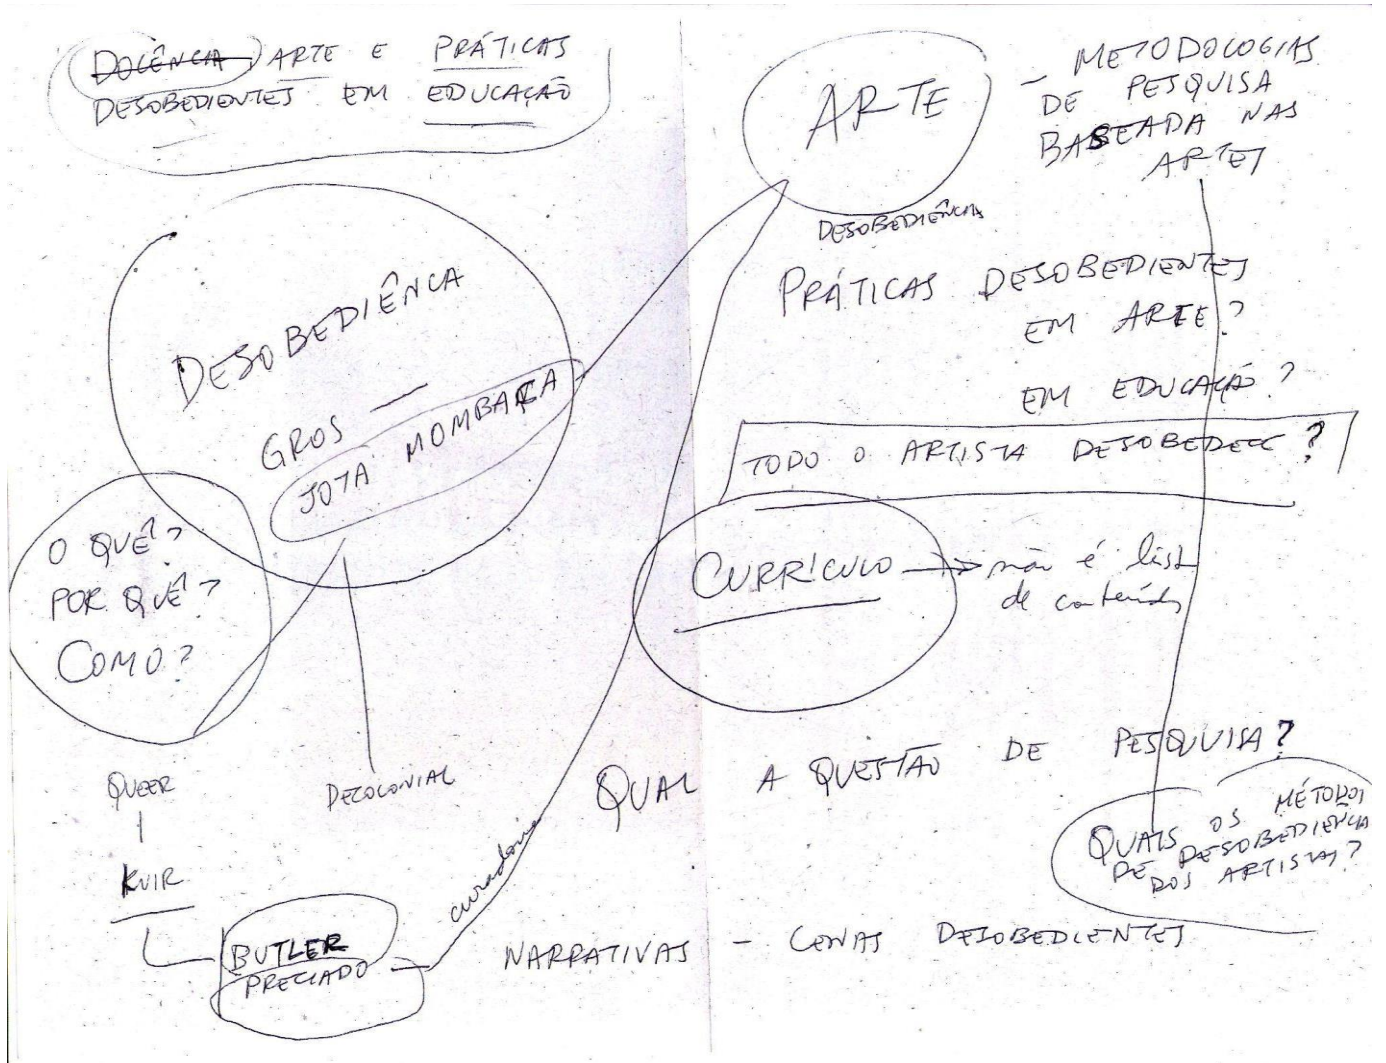 DOCÊNCIA ARTE E PRÁTICAS
DESOBEDIENTES EM EDUCAÇÃO
DESOBEDIÊNCA
GROS —
JOTA MOMBAÇA
O QUÊ?
POR QUÊ?
COMO?
QUEER
KUIR
BUTLER
PRECIADO
DECOLONIAL
curadoria
ARTE
DESOBEDIÊNCIA
- METODOLOGIAS
DE PESQUISA
BASEADA NAS
ARTES
PRÁTICAS DESOBEDIENTES
EM ARTE?
EM EDUCAÇÃO?
TODO O ARTISTA DESOBEDECE?
CURRÍCULO → não é list
de conteúdos
QUAL A QUESTÃO DE PESQUISA?
QUAIS OS MÉTODOS
DE DESOBEDIÊNCIA
DOS ARTISTAS?
NARRATIVAS - CENAS DESOBEDIENTES